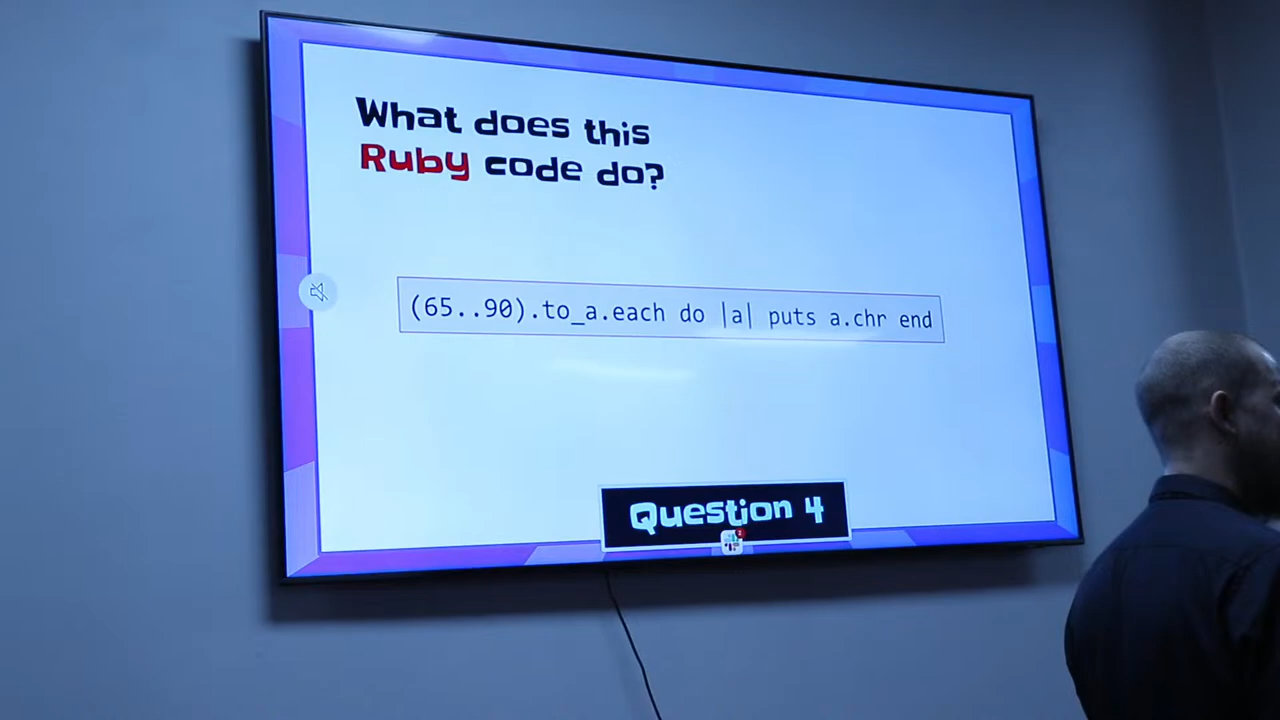 What does this
Ruby code do?
(65..90).to_a.each do |a| puts a.chr end
Question 4